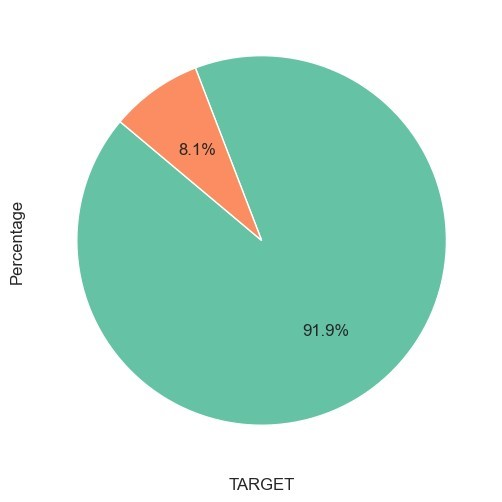 8.1%
Percentage
91.9%
TARGET